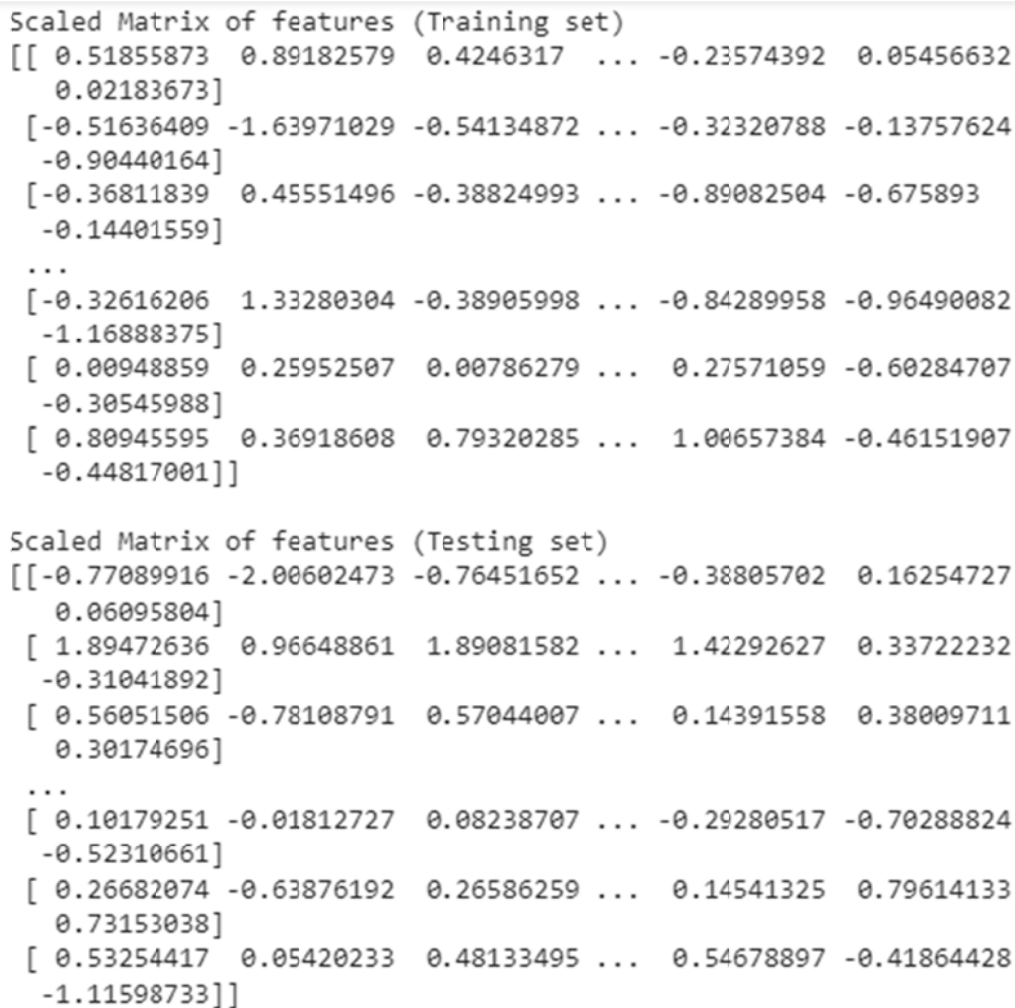 Scaled Matrix of features (Training set)
[[ 0.51855873  0.89182579  0.4246317  ... -0.23574392  0.05456632
   0.02183673]
 [-0.51636409 -1.63971029 -0.54134872 ... -0.32320788 -0.13757624
  -0.90440164]
 [-0.36811839  0.45551496 -0.38824993 ... -0.89082504 -0.675893
  -0.14401559]
 ...
 [-0.32616206  1.33280304 -0.38905998 ... -0.84289958 -0.96490082
  -1.16888375]
 [ 0.00948859  0.25952507  0.00786279 ...  0.27571059 -0.60284707
  -0.30545988]
 [ 0.80945595  0.36918608  0.79320285 ...  1.00657384 -0.46151907
  -0.44817001]]

Scaled Matrix of features (Testing set)
[[-0.77089916 -2.00602473 -0.76451652 ... -0.38805702  0.16254727
   0.06095804]
 [ 1.89472636  0.96648861  1.89081582 ...  1.42292627  0.33722232
  -0.31041892]
 [ 0.56051506 -0.78108791  0.57044007 ...  0.14391558  0.38009711
   0.30174696]
 ...
 [ 0.10179251 -0.01812727  0.08238707 ... -0.29280517 -0.70288824
  -0.52310661]
 [ 0.26682074 -0.63876192  0.26586259 ...  0.14541325  0.79614133
   0.73153038]
 [ 0.53254417  0.05420233  0.48133495 ...  0.54678897 -0.41864428
  -1.11598733]]